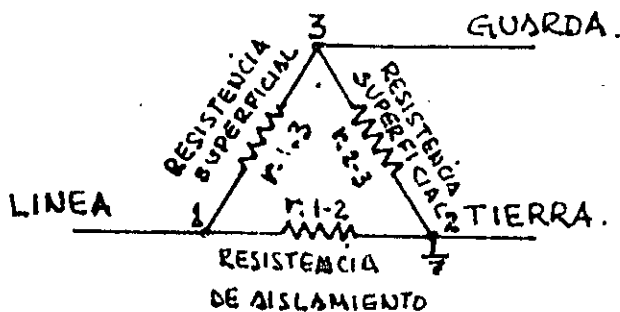 3
GUARDA.
RESISTENCIA
SUPERFICIAL
r.1-3
RESISTENCIA
SUPERFICIAL
r.2-3
LINEA
1
r.1-2
2
TIERRA.
RESISTENCIA
DE AISLAMIENTO